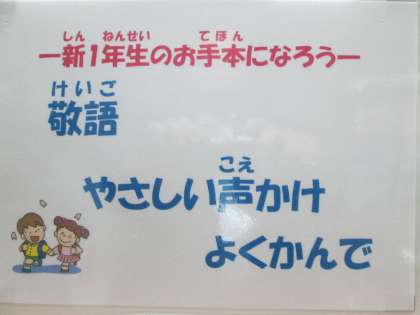 しん ねんせい てほん
ー新1年生のお手本になろうー
けいご
敬語
こえ
やさしい声かけ
よくかんで